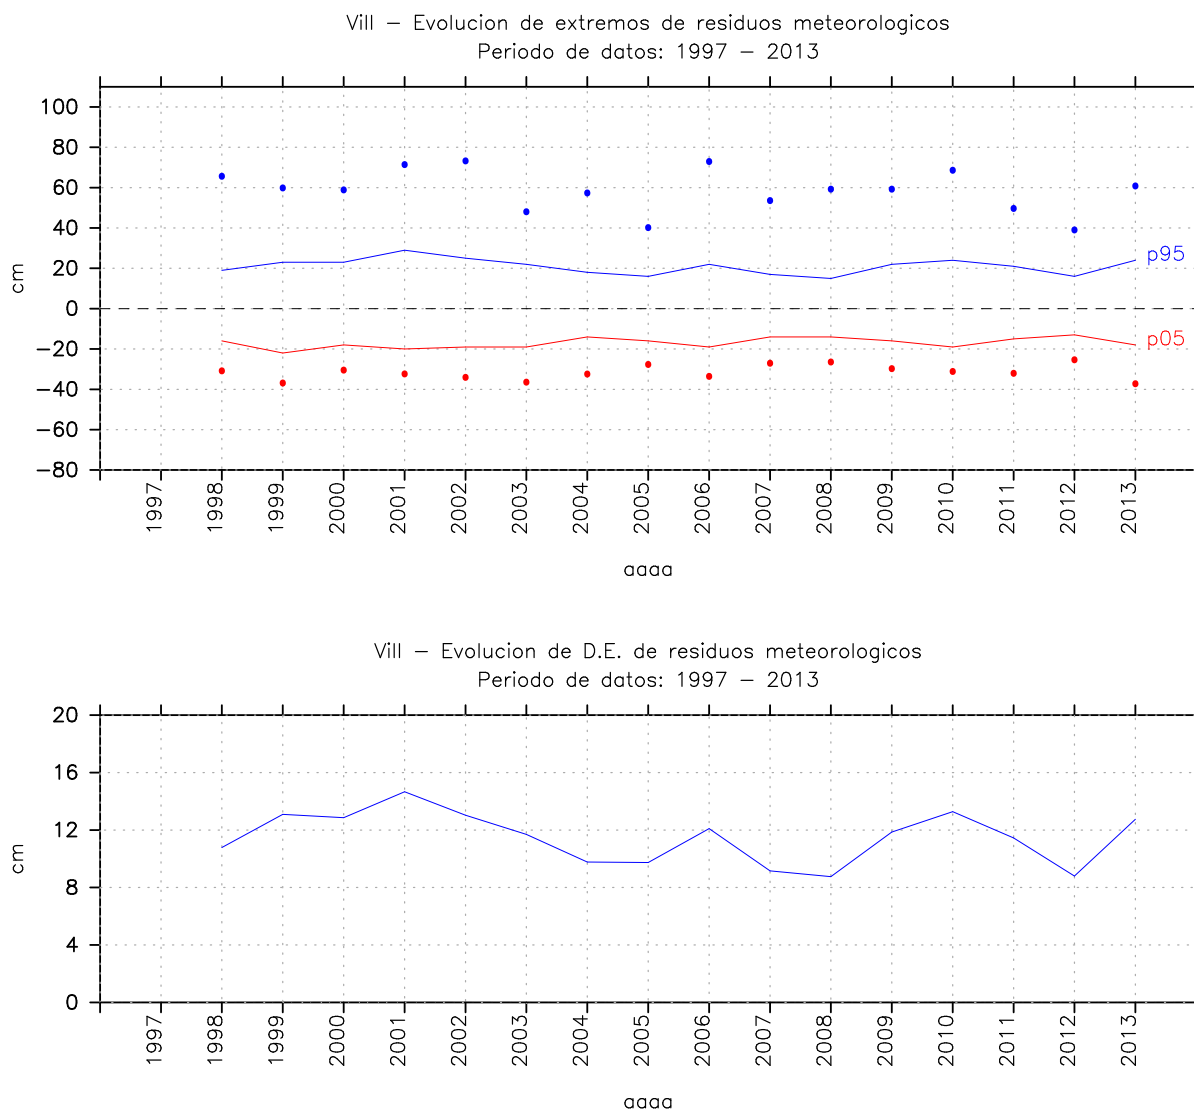 Vill − Evolucion de extremos de residuos meteorologicos
Periodo de datos: 1997 − 2013
100
80
60
40
20
0
−20
−40
−60
−80
cm
p95
p05
1997 1998 1999 2000 2001 2002 2003 2004 2005 2006 2007 2008 2009 2010 2011 2012 2013
aaaa
Vill − Evolucion de D.E. de residuos meteorologicos
Periodo de datos: 1997 − 2013
20
16
12
8
4
0
cm
1997 1998 1999 2000 2001 2002 2003 2004 2005 2006 2007 2008 2009 2010 2011 2012 2013
aaaa